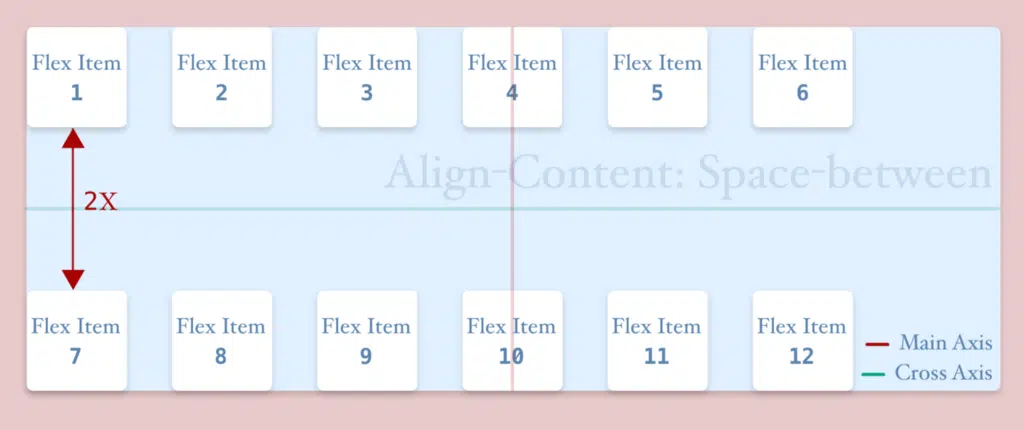 Flex Item
1
Flex Item
2
Flex Item
3
Flex Item
4
Flex Item
5
Flex Item
6
Align-Content: Space-between
2X
Flex Item
7
Flex Item
8
Flex Item
9
Flex Item
10
Flex Item
11
Flex Item
12
Main Axis
Cross Axis